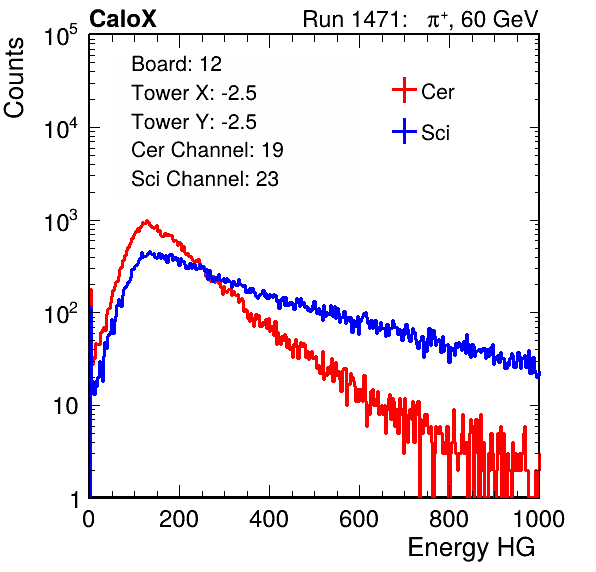 CaloX Run 1471: π⁺, 60 GeV
Counts
10⁵
10⁴
10³
10²
10
1
Board: 12
Tower X: -2.5
Tower Y: -2.5
Cer Channel: 19
Sci Channel: 23
Cer
Sci
0 200 400 600 800 1000
Energy HG